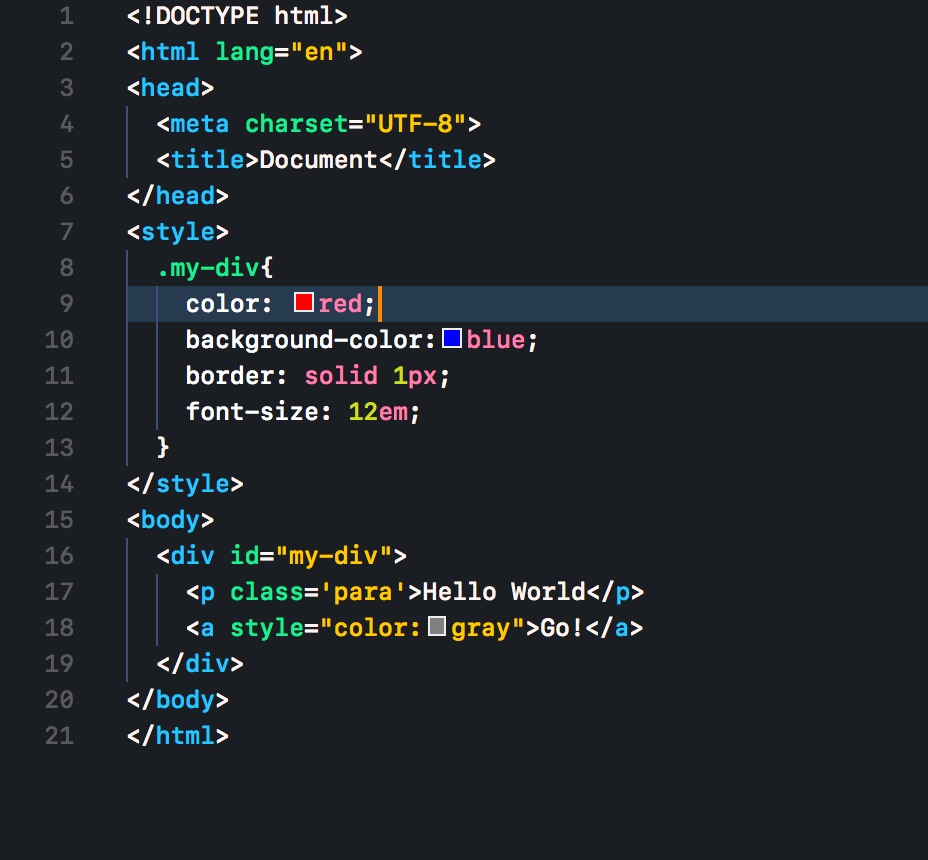 1 <!DOCTYPE html>
2 <html lang="en">
3 <head>
4   <meta charset="UTF-8">
5   <title>Document</title>
6 </head>
7 <style>
8   .my-div{
9     color: red;
10     background-color:blue;
11     border: solid 1px;
12     font-size: 12em;
13   }
14 </style>
15 <body>
16   <div id="my-div">
17     <p class='para'>Hello World</p>
18     <a style="color:gray">Go!</a>
19   </div>
20 </body>
21 </html>